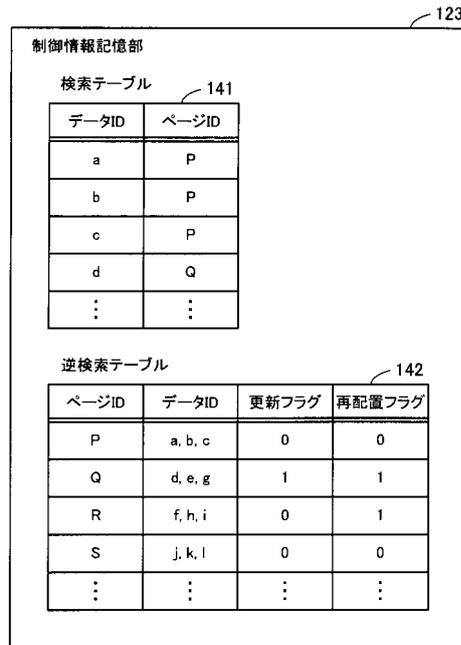 123
制御情報記憶部
検索テーブル
141
データID ページID
a P
b P
c P
d Q
⋮ ⋮
逆検索テーブル
142
ページID データID 更新フラグ 再配置フラグ
P a, b, c 0 0
Q d, e, g 1 1
R f, h, i 0 1
S j, k, l 0 0
⋮ ⋮ ⋮ ⋮